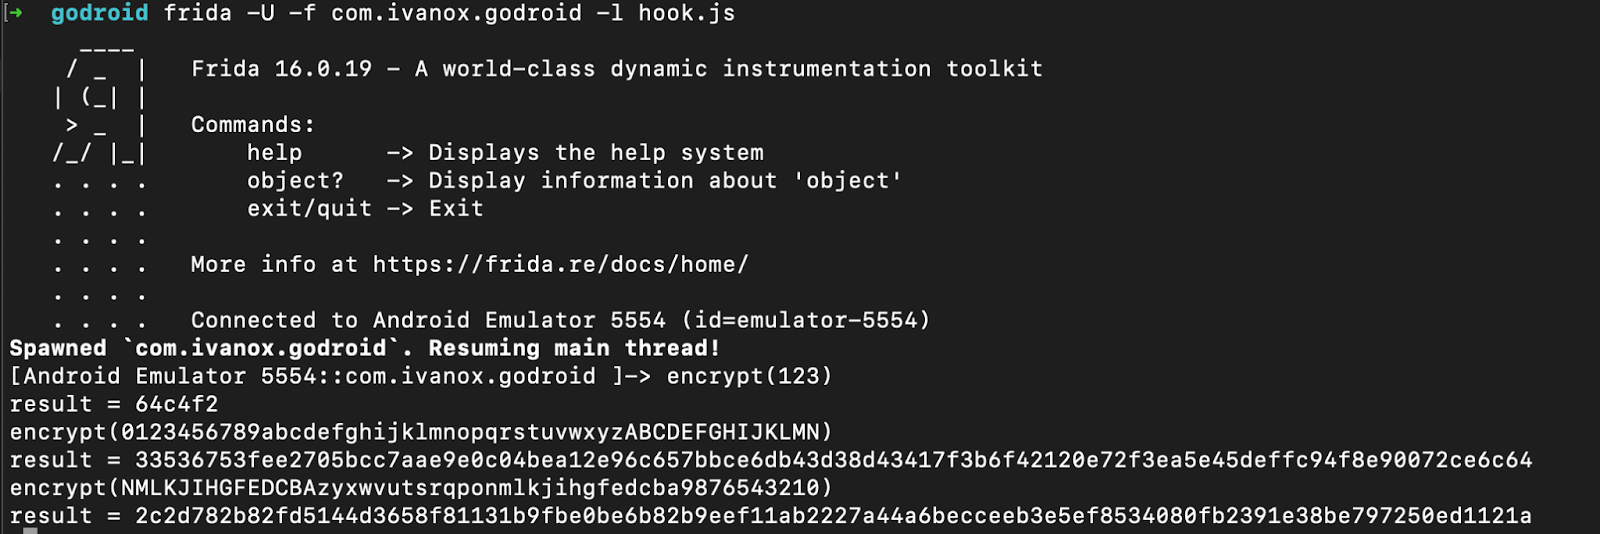 [➜  godroid frida -U -f com.ivanox.godroid -l hook.js
     ____
    / _  |   Frida 16.0.19 - A world-class dynamic instrumentation toolkit
   | (_| |
    > _  |   Commands:
   /_/ |_|       help      -> Displays the help system
   . . . .       object?   -> Display information about 'object'
   . . . .       exit/quit -> Exit
   . . . .
   . . . .   More info at https://frida.re/docs/home/
   . . . .
   . . . .   Connected to Android Emulator 5554 (id=emulator-5554)
Spawned `com.ivanox.godroid`. Resuming main thread!
[Android Emulator 5554::com.ivanox.godroid ]-> encrypt(123)
result = 64c4f2
encrypt(0123456789abcdefghijklmnopqrstuvwxyzABCDEFGHIJKLMN)
result = 33536753fee2705bcc7aae9e0c04bea12e96c657bbce6db43d38d43417f3b6f42120e72f3ea5e45deffc94f8e90072ce6c64
encrypt(NMLKJIHGFEDCBAzyxwvutsrqponmlkjihgfedcba9876543210)
result = 2c2d782b82fd5144d3658f81131b9fbe0be6b82b9eef11ab2227a44a6becceeb3e5ef8534080fb2391e38be797250ed1121a